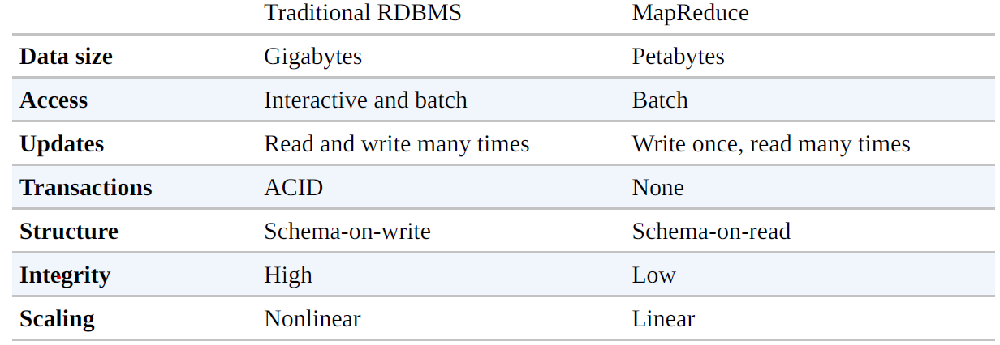 Traditional RDBMS MapReduce
Data size Gigabytes Petabytes
Access Interactive and batch Batch
Updates Read and write many times Write once, read many times
Transactions ACID None
Structure Schema-on-write Schema-on-read
Integrity High Low
Scaling Nonlinear Linear